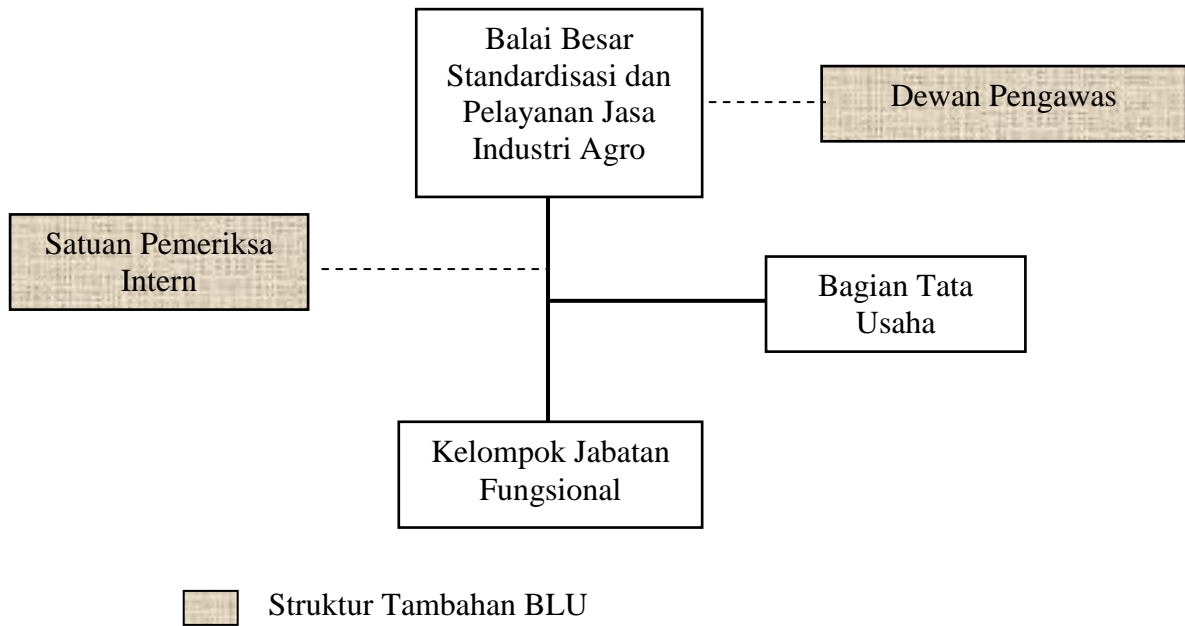 Balai Besar
Standardisasi dan
Pelayanan Jasa
Industri Agro
Dewan Pengawas
Satuan Pemeriksa
Intern
Bagian Tata
Usaha
Kelompok Jabatan
Fungsional
Struktur Tambahan BLU